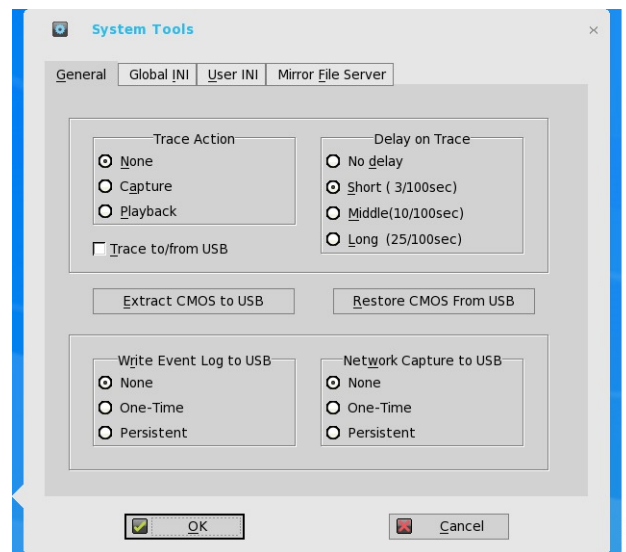 System Tools
General Global INI User INI Mirror File Server
Trace Action
None
Capture
Playback
Trace to/from USB
Delay on Trace
No delay
Short ( 3/100sec)
Middle(10/100sec)
Long (25/100sec)
Extract CMOS to USB Restore CMOS From USB
Write Event Log to USB
None
One-Time
Persistent
Network Capture to USB
None
One-Time
Persistent
OK Cancel